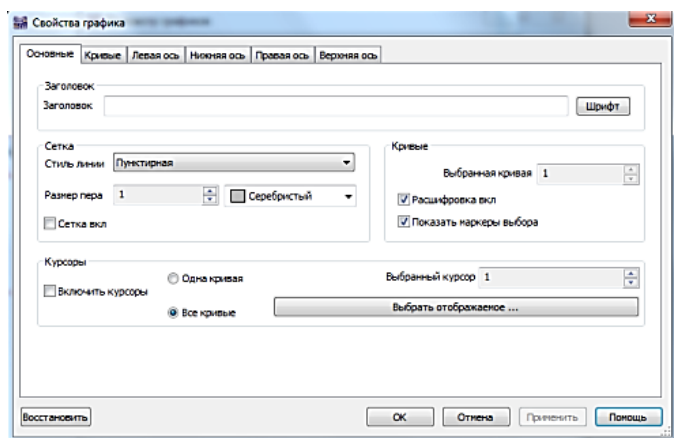 Свойства графика
Основные Кривые Левая ось Нижняя ось Правая ось Верхняя ось
Заголовок
Заголовок Шрифт
Сетка Кривые
Стиль линии Пунктирная
Выбранная кривая 1
Размер пера 1 Серебристый
Расшифровка вкл
Сетка вкл
Показать маркеры выбора
Курсоры
Одна кривая Выбранный курсор 1
Включить курсоры
Все кривые Выбрать отображаемое ...
Восстановить OK Отмена Применить Помощь